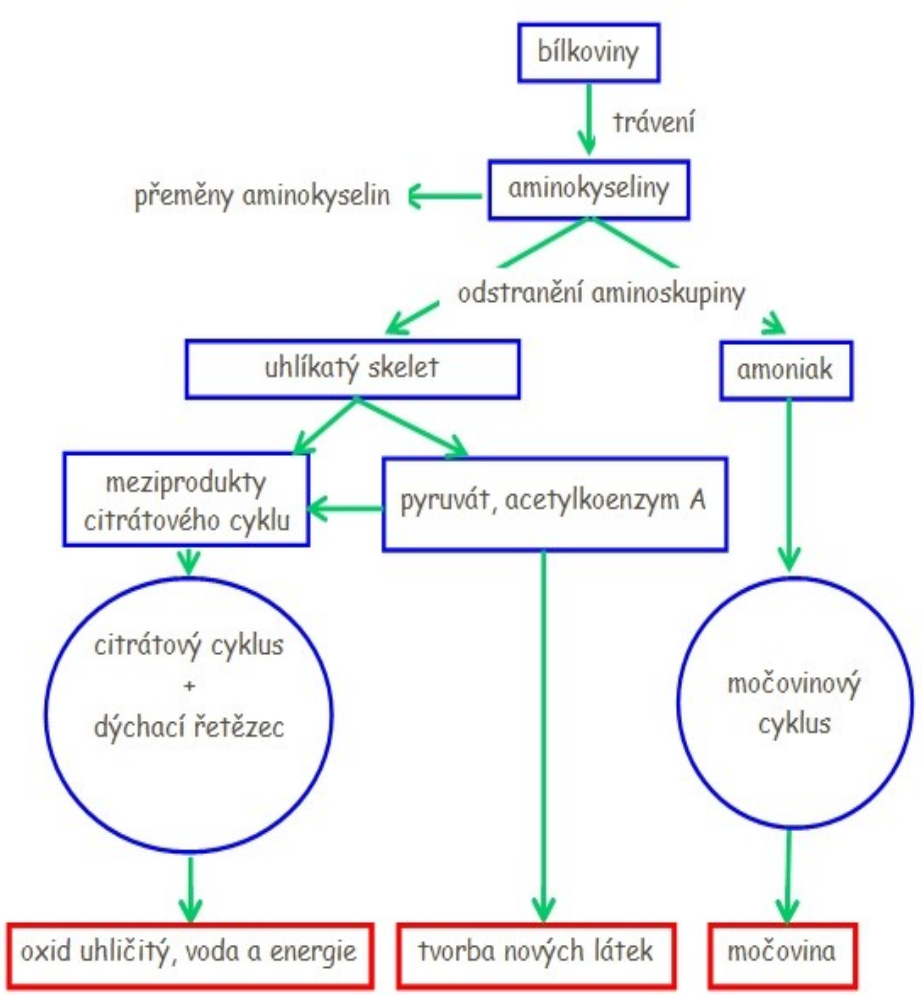 bílkoviny
trávení
aminokyseliny
přeměny aminokyselin
odstranění aminoskupiny
uhlíkatý skelet
amoniak
meziprodukty
citrátového cyklu
pyruvát, acetylkoenzym A
citrátový cyklus
+
dýchací řetězec
močovinový
cyklus
oxid uhličitý, voda a energie
tvorba nových látek
močovina